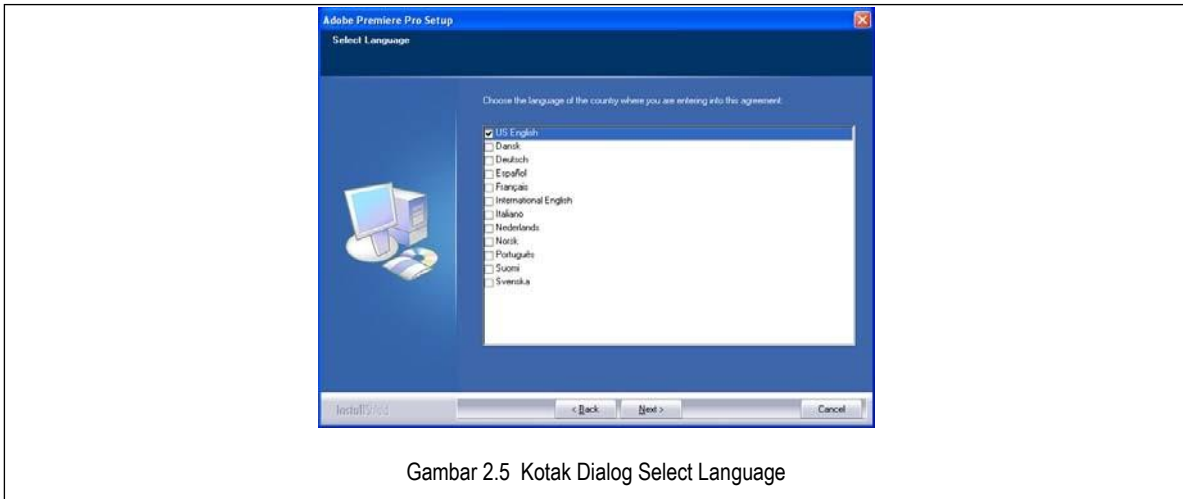 Adobe Premiere Pro Setup
Select Language
Choose the language of the country where you are entering into this agreement:
US English
Dansk
Deutsch
Español
Français
International English
Italiano
Nederlands
Norsk
Português
Suomi
Svenska
InstallShield
< Back Next > Cancel
Gambar 2.5 Kotak Dialog Select Language